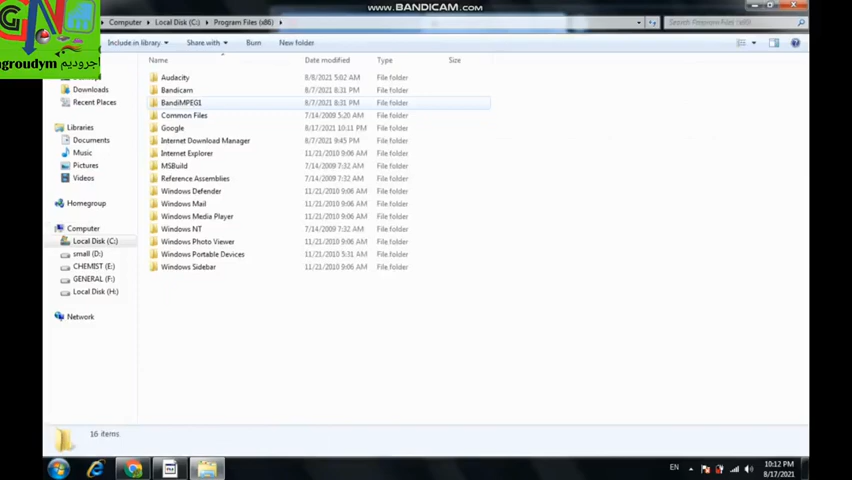 WWW.BANDICAM.COM
Computer Local Disk (C:) Program Files (x86)
Include in library Share with Burn New folder
GN
اجروديم
groudym
Name Date modified Type Size
Downloads
Recent Places
Libraries
Documents
Music
Pictures
Videos
Homegroup
Computer
Local Disk (C:)
small (D:)
CHEMIST (E:)
GENERAL (F:)
Local Disk (H:)
Network
Audacity 8/8/2021 5:02 AM File folder
Bandicam 8/7/2021 8:31 PM File folder
BandiMPEG1 8/7/2021 8:31 PM File folder
Common Files 7/14/2009 5:20 AM File folder
Google 8/17/2021 10:11 PM File folder
Internet Download Manager 8/7/2021 9:45 PM File folder
Internet Explorer 11/21/2010 9:06 AM File folder
MSBuild 7/14/2009 7:32 AM File folder
Reference Assemblies 7/14/2009 7:32 AM File folder
Windows Defender 11/21/2010 9:06 AM File folder
Windows Mail 11/21/2010 9:06 AM File folder
Windows Media Player 11/21/2010 9:06 AM File folder
Windows NT 7/14/2009 7:32 AM File folder
Windows Photo Viewer 11/21/2010 9:06 AM File folder
Windows Portable Devices 11/21/2010 5:31 AM File folder
Windows Sidebar 11/21/2010 9:06 AM File folder
16 items
EN
10:12 PM
8/17/2021